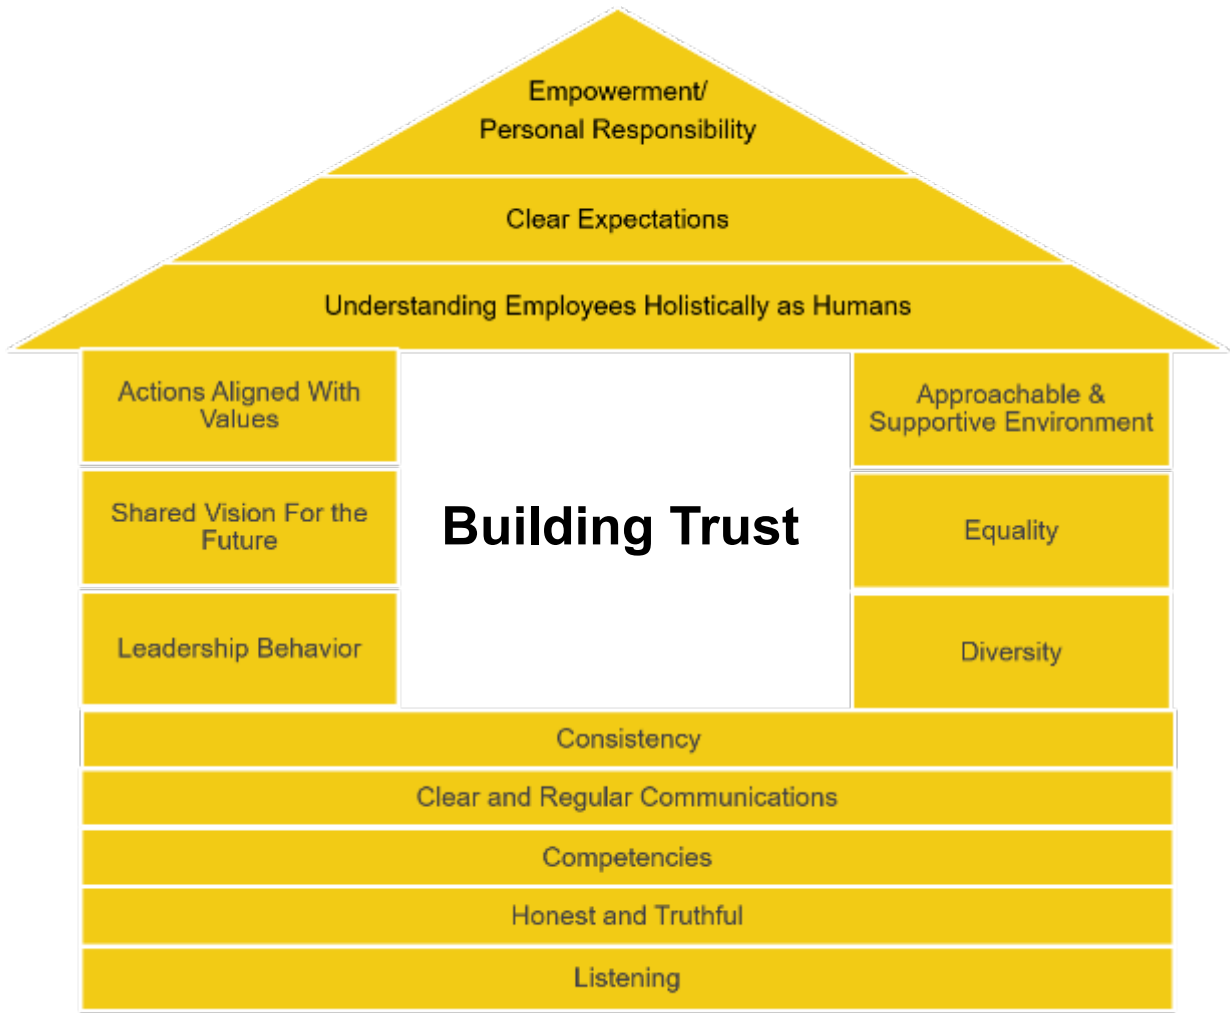 Empowerment/
Personal Responsibility
Clear Expectations
Understanding Employees Holistically as Humans
Actions Aligned With
Values
Shared Vision For the
Future
Leadership Behavior
Building Trust
Approachable &
Supportive Environment
Equality
Diversity
Consistency
Clear and Regular Communications
Competencies
Honest and Truthful
Listening